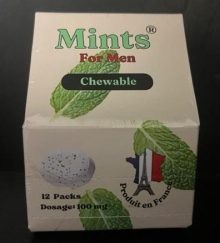 Mints®
For Men
Chewable
12 Packs
Dosage: 100 mg
Produit en France